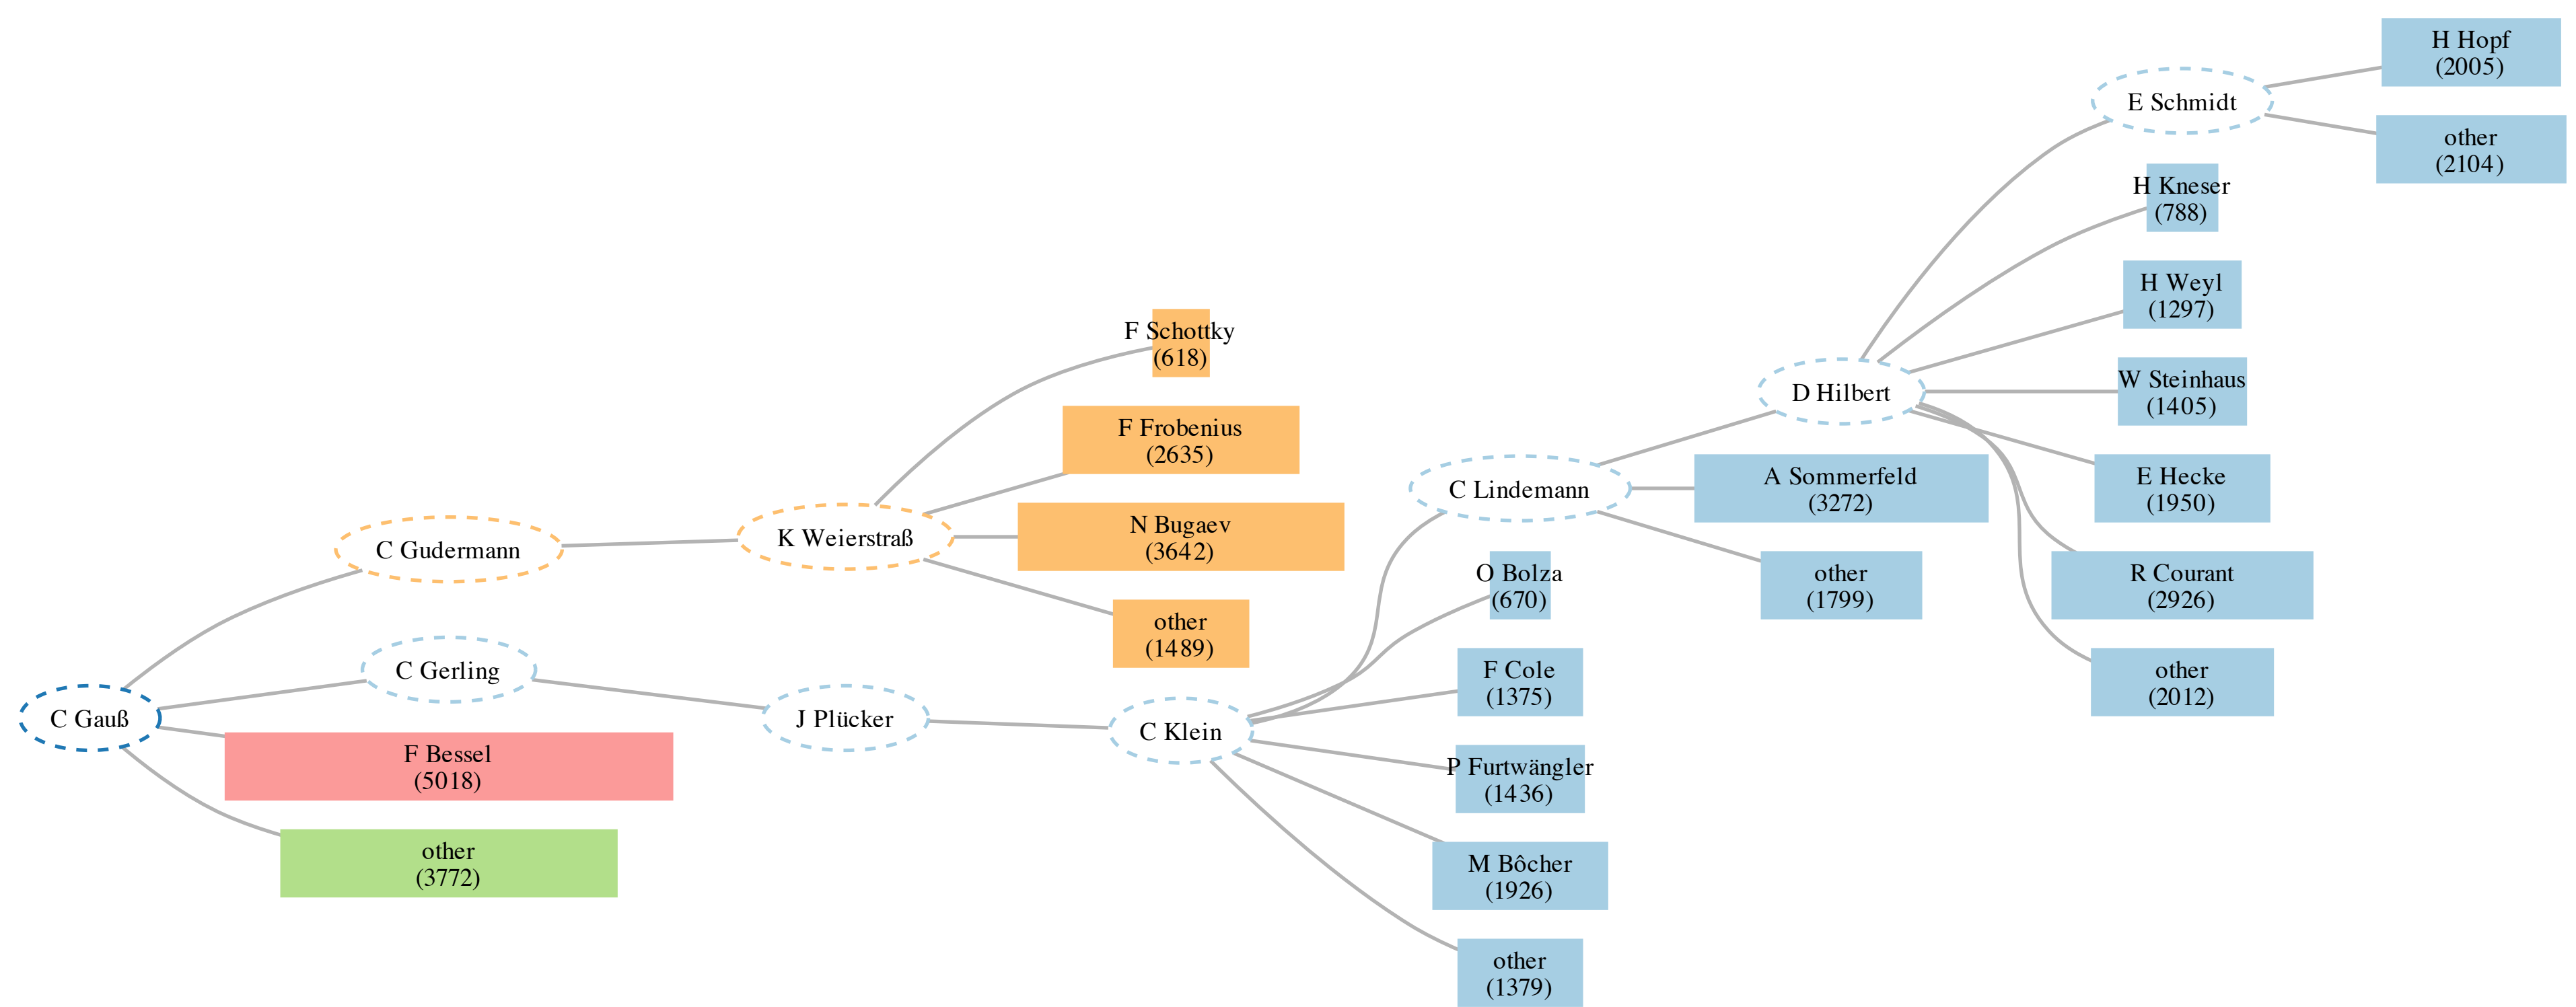 C Gauß
C Gudermann
C Gerling
F Bessel
(5018)
other
(3772)
K Weierstraß
J Plücker
F Schottky
(618)
F Frobenius
(2635)
N Bugaev
(3642)
other
(1489)
C Klein
C Lindemann
O Bolza
(670)
F Cole
(1375)
P Furtwängler
(1436)
M Bôcher
(1926)
other
(1379)
D Hilbert
A Sommerfeld
(3272)
other
(1799)
E Schmidt
H Kneser
(788)
H Weyl
(1297)
W Steinhaus
(1405)
E Hecke
(1950)
R Courant
(2926)
other
(2012)
H Hopf
(2005)
other
(2104)